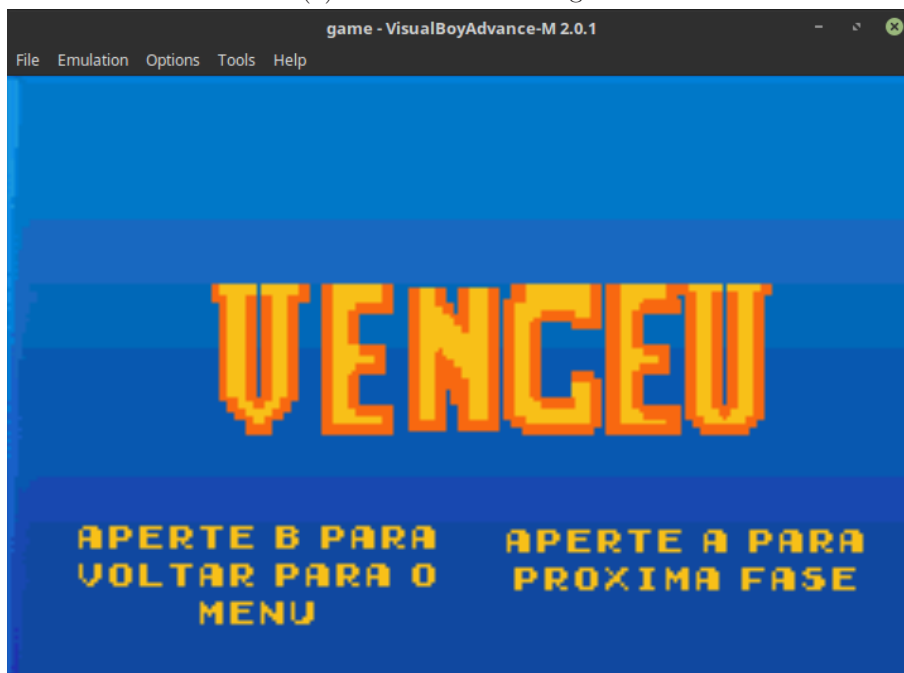 game - VisualBoyAdvance-M 2.0.1
File Emulation Options Tools Help
VENCEU
APERTE B PARA
VOLTAR PARA O
MENU
APERTE A PARA
PROXIMA FASE